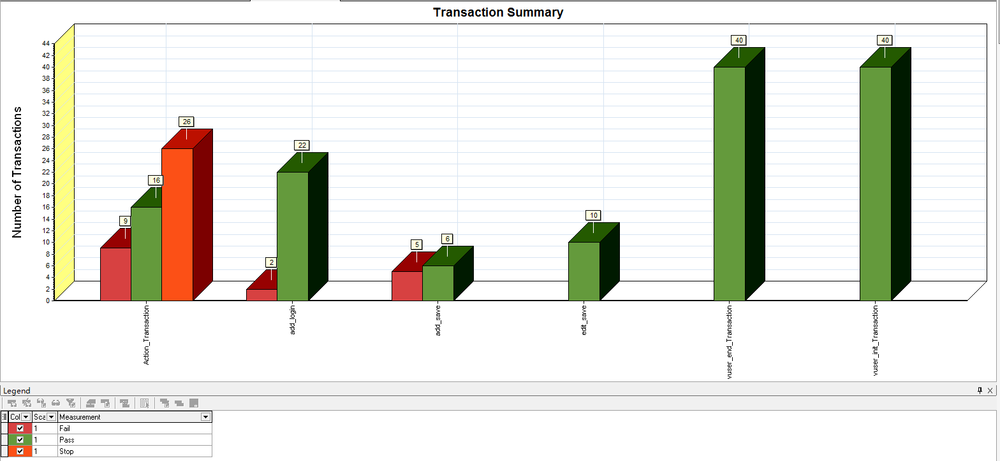 Transaction Summary
Number of Transactions
44
42
40
38
36
34
32
30
28
26
24
22
20
18
16
14
12
10
8
6
4
2
0
9
16
26
2
22
5
6
10
40
40
Action_Transaction
add_login
add_save
edit_save
vuser_end_Transaction
vuser_init_Transaction
Legend
Col Sca Measurement
1 Fail
1 Pass
1 Stop